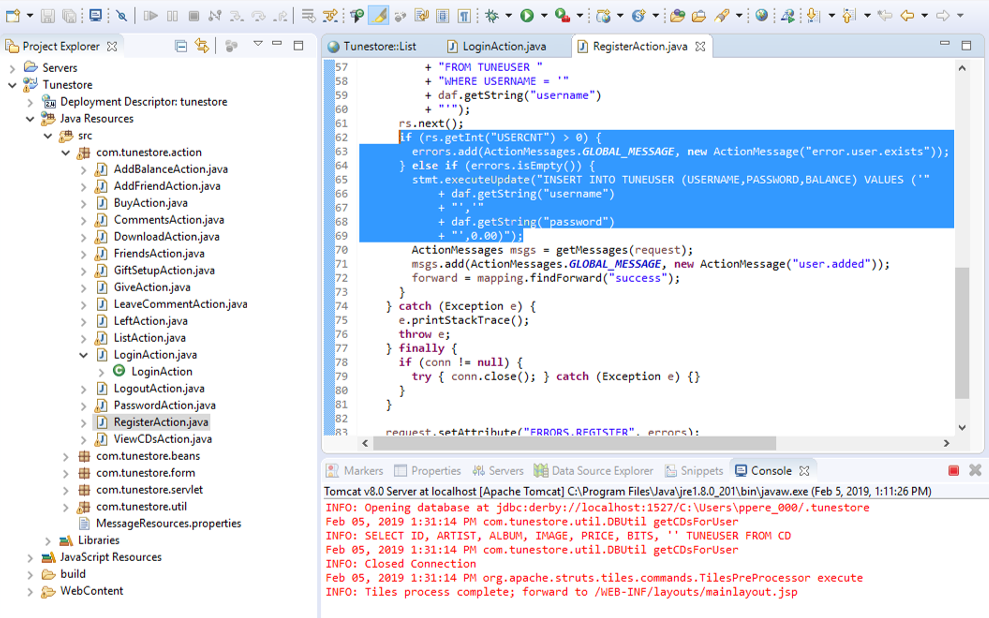 Project Explorer
Servers
Tunestore
Deployment Descriptor: tunestore
Java Resources
src
com.tunestore.action
AddBalanceAction.java
AddFriendAction.java
BuyAction.java
CommentsAction.java
DownloadAction.java
FriendsAction.java
GiftSetupAction.java
GiveAction.java
LeaveCommentAction.java
LeftAction.java
ListAction.java
LoginAction.java
LoginAction
LogoutAction.java
PasswordAction.java
RegisterAction.java
ViewCDsAction.java
com.tunestore.beans
com.tunestore.form
com.tunestore.servlet
com.tunestore.util
MessageResources.properties
Libraries
JavaScript Resources
build
WebContent
Tunestore::List LoginAction.java RegisterAction.java
57 + "FROM TUNEUSER "
58 + "WHERE USERNAME = '"
59 + daf.getString("username")
60 + "'");
61 rs.next();
62 if (rs.getInt("USERCNT") > 0) {
63 errors.add(ActionMessages.GLOBAL_MESSAGE, new ActionMessage("error.user.exists"));
64 } else if (errors.isEmpty()) {
65 stmt.executeUpdate("INSERT INTO TUNEUSER (USERNAME,PASSWORD,BALANCE) VALUES ('"
66 + daf.getString("username")
67 + "','"
68 + daf.getString("password")
69 + "',0.00)");
70 ActionMessages msgs = getMessages(request);
71 msgs.add(ActionMessages.GLOBAL_MESSAGE, new ActionMessage("user.added"));
72 forward = mapping.findForward("success");
73 }
74 } catch (Exception e) {
75 e.printStackTrace();
76 throw e;
77 } finally {
78 if (conn != null) {
79 try { conn.close(); } catch (Exception e) {}
80 }
81 }
82
83 request.setAttribute("ERRORS.REGISTER", errors);
Markers Properties Servers Data Source Explorer Snippets Console
Tomcat v8.0 Server at localhost [Apache Tomcat] C:\Program Files\Java\jre1.8.0_201\bin\javaw.exe (Feb 5, 2019, 1:11:26 PM)
INFO: Opening database at jdbc:derby://localhost:1527/C:\Users\ppere_000/.tunestore
Feb 05, 2019 1:31:14 PM com.tunestore.util.DBUtil getCDsForUser
INFO: SELECT ID, ARTIST, ALBUM, IMAGE, PRICE, BITS, '' TUNEUSER FROM CD
Feb 05, 2019 1:31:14 PM com.tunestore.util.DBUtil getCDsForUser
INFO: Closed Connection
Feb 05, 2019 1:31:14 PM org.apache.struts.tiles.commands.TilesPreProcessor execute
INFO: Tiles process complete; forward to /WEB-INF/layouts/mainlayout.jsp